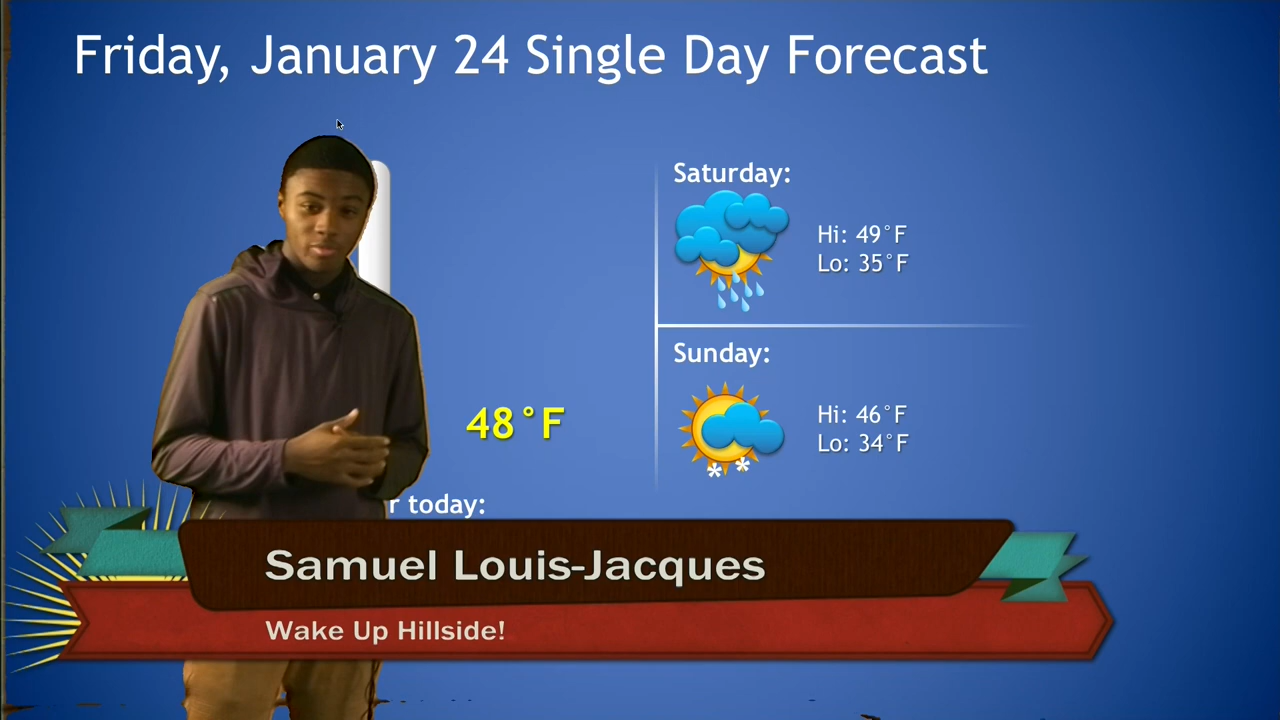 Friday, January 24 Single Day Forecast
Saturday:
Hi: 49°F
Lo: 35°F
Sunday:
Hi: 46°F
Lo: 34°F
48°F
r today:
Samuel Louis-Jacques
Wake Up Hillside!